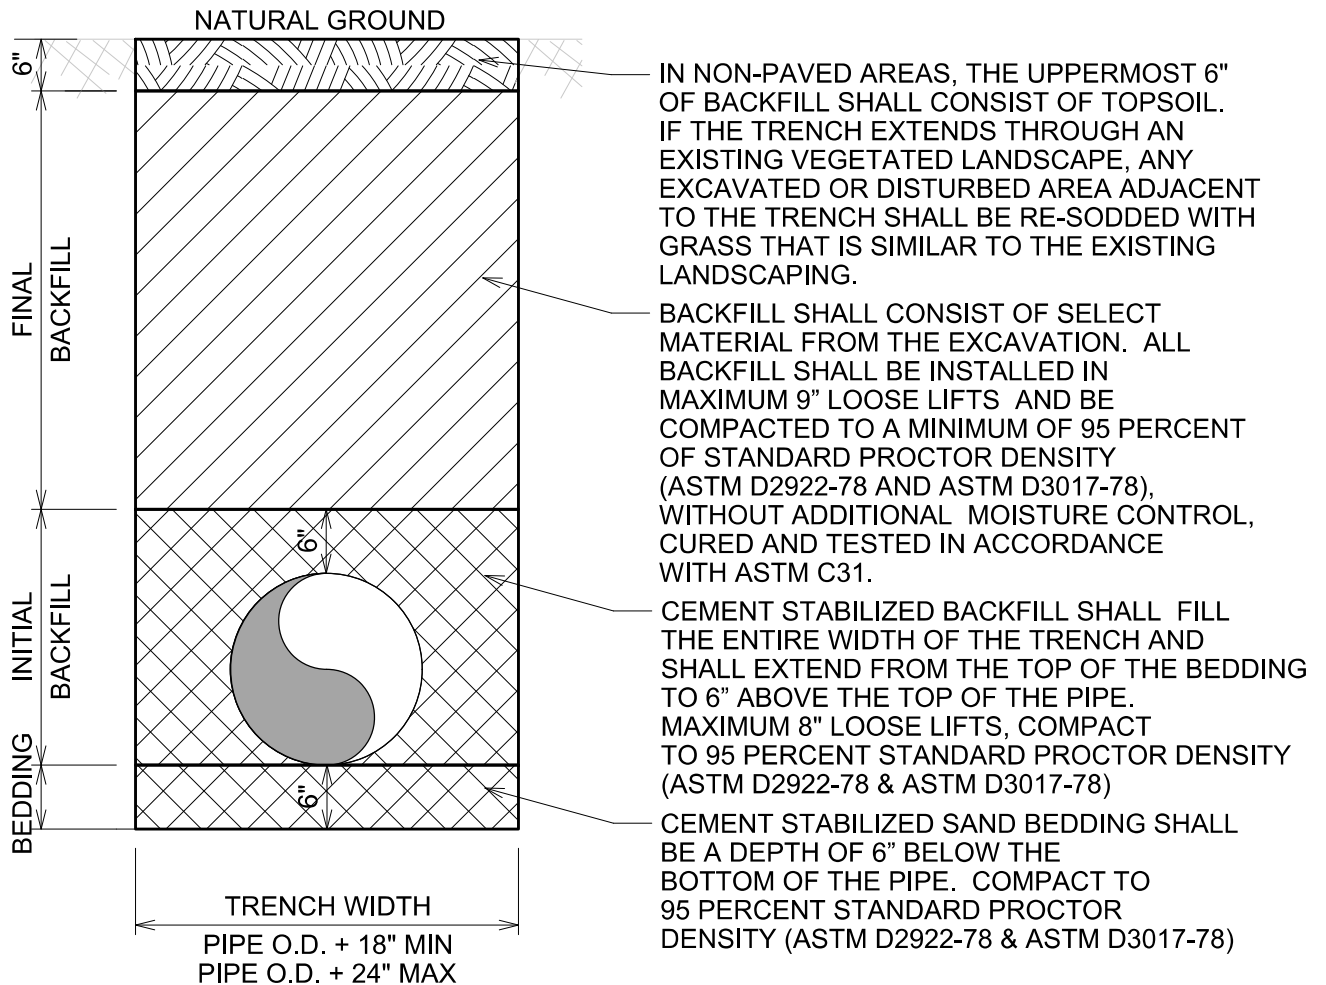 NATURAL GROUND
6"
IN NON-PAVED AREAS, THE UPPERMOST 6"
OF BACKFILL SHALL CONSIST OF TOPSOIL.
IF THE TRENCH EXTENDS THROUGH AN
EXISTING VEGETATED LANDSCAPE, ANY
EXCAVATED OR DISTURBED AREA ADJACENT
TO THE TRENCH SHALL BE RE-SODDED WITH
GRASS THAT IS SIMILAR TO THE EXISTING
LANDSCAPING.
FINAL
BACKFILL
BACKFILL SHALL CONSIST OF SELECT
MATERIAL FROM THE EXCAVATION. ALL
BACKFILL SHALL BE INSTALLED IN
MAXIMUM 9” LOOSE LIFTS AND BE
COMPACTED TO A MINIMUM OF 95 PERCENT
OF STANDARD PROCTOR DENSITY
(ASTM D2922-78 AND ASTM D3017-78),
WITHOUT ADDITIONAL MOISTURE CONTROL,
CURED AND TESTED IN ACCORDANCE
WITH ASTM C31.
6"
INITIAL
BACKFILL
CEMENT STABILIZED BACKFILL SHALL FILL
THE ENTIRE WIDTH OF THE TRENCH AND
SHALL EXTEND FROM THE TOP OF THE BEDDING
TO 6” ABOVE THE TOP OF THE PIPE.
MAXIMUM 8" LOOSE LIFTS, COMPACT
TO 95 PERCENT STANDARD PROCTOR DENSITY
(ASTM D2922-78 & ASTM D3017-78)
BEDDING
6"
CEMENT STABILIZED SAND BEDDING SHALL
BE A DEPTH OF 6” BELOW THE
BOTTOM OF THE PIPE. COMPACT TO
95 PERCENT STANDARD PROCTOR
DENSITY (ASTM D2922-78 & ASTM D3017-78)
TRENCH WIDTH
PIPE O.D. + 18" MIN
PIPE O.D. + 24" MAX